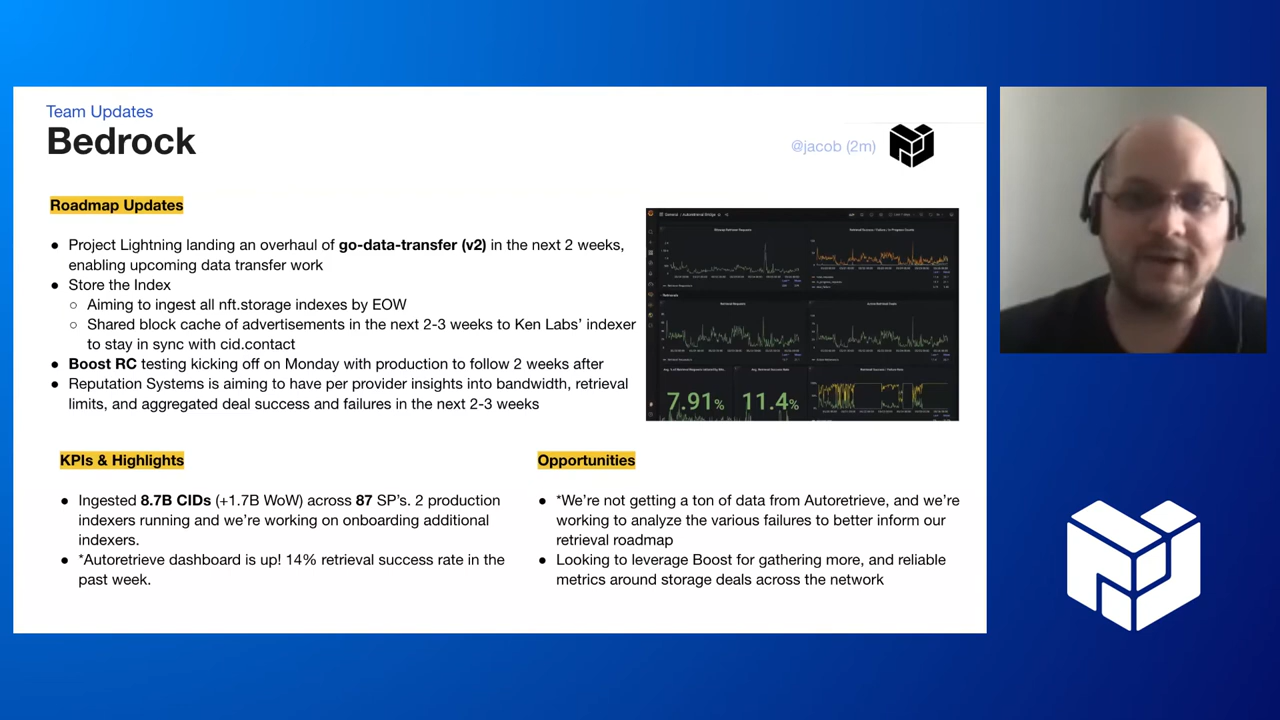 Team Updates
Bedrock
@jacob (2m)
Roadmap Updates
● Project Lightning landing an overhaul of go-data-transfer (v2) in the next 2 weeks,
enabling upcoming data transfer work
● Store the Index
○ Aiming to ingest all nft.storage indexes by EOW
○ Shared block cache of advertisements in the next 2-3 weeks to Ken Labs’ indexer
to stay in sync with cid.contact
● Boost RC testing kicking off on Monday with production to follow 2 weeks after
● Reputation Systems is aiming to have per provider insights into bandwidth, retrieval
limits, and aggregated deal success and failures in the next 2-3 weeks
7.91%
11.4%
KPIs & Highlights
● Ingested 8.7B CIDs (+1.7B WoW) across 87 SP’s. 2 production
indexers running and we’re working on onboarding additional
indexers.
● *Autoretrieve dashboard is up! 14% retrieval success rate in the
past week.
Opportunities
● *We’re not getting a ton of data from Autoretrieve, and we’re
working to analyze the various failures to better inform our
retrieval roadmap
● Looking to leverage Boost for gathering more, and reliable
metrics around storage deals across the network